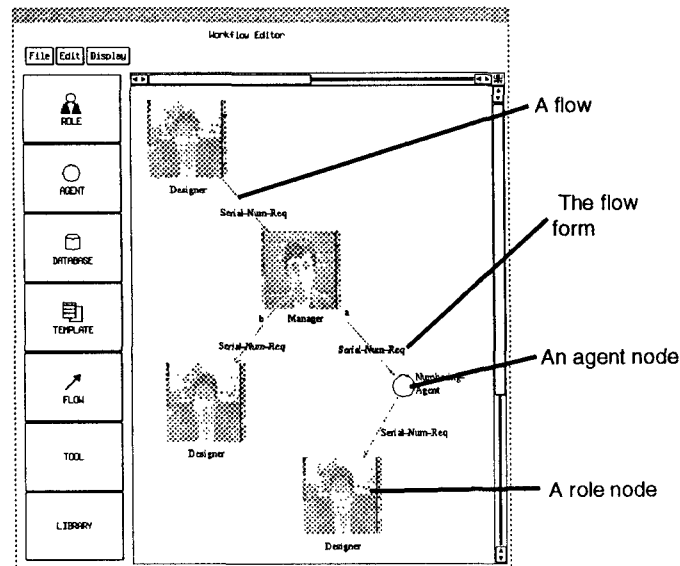 Workflow Editor
File Edit Display
ROLE
AGENT
DATABASE
TEMPLATE
FLOW
TOOL
LIBRARY
Designer
Serial-Num-Req
Manager
b
a
Serial-Num-Req
Serial-Num-Req
Designer
Numbering-
Agent
Serial-Num-Req
Designer
A flow
The flow
form
An agent node
A role node